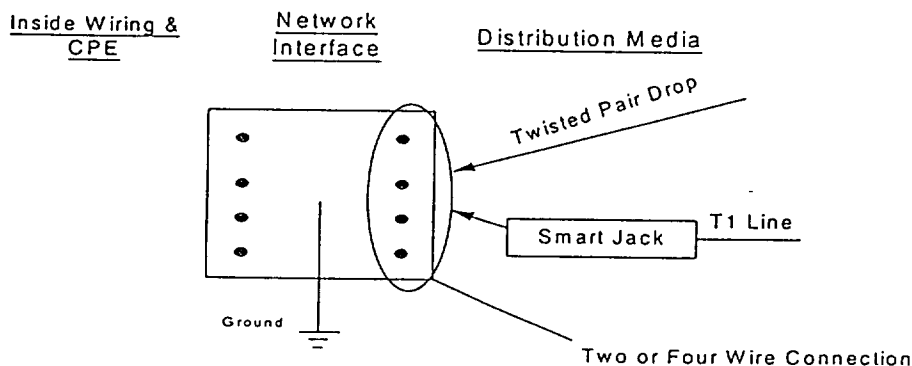 Inside Wiring &
CPE
Network
Interface
Distribution Media
Twisted Pair Drop
Smart Jack
T1 Line
Ground
Two or Four Wire Connection